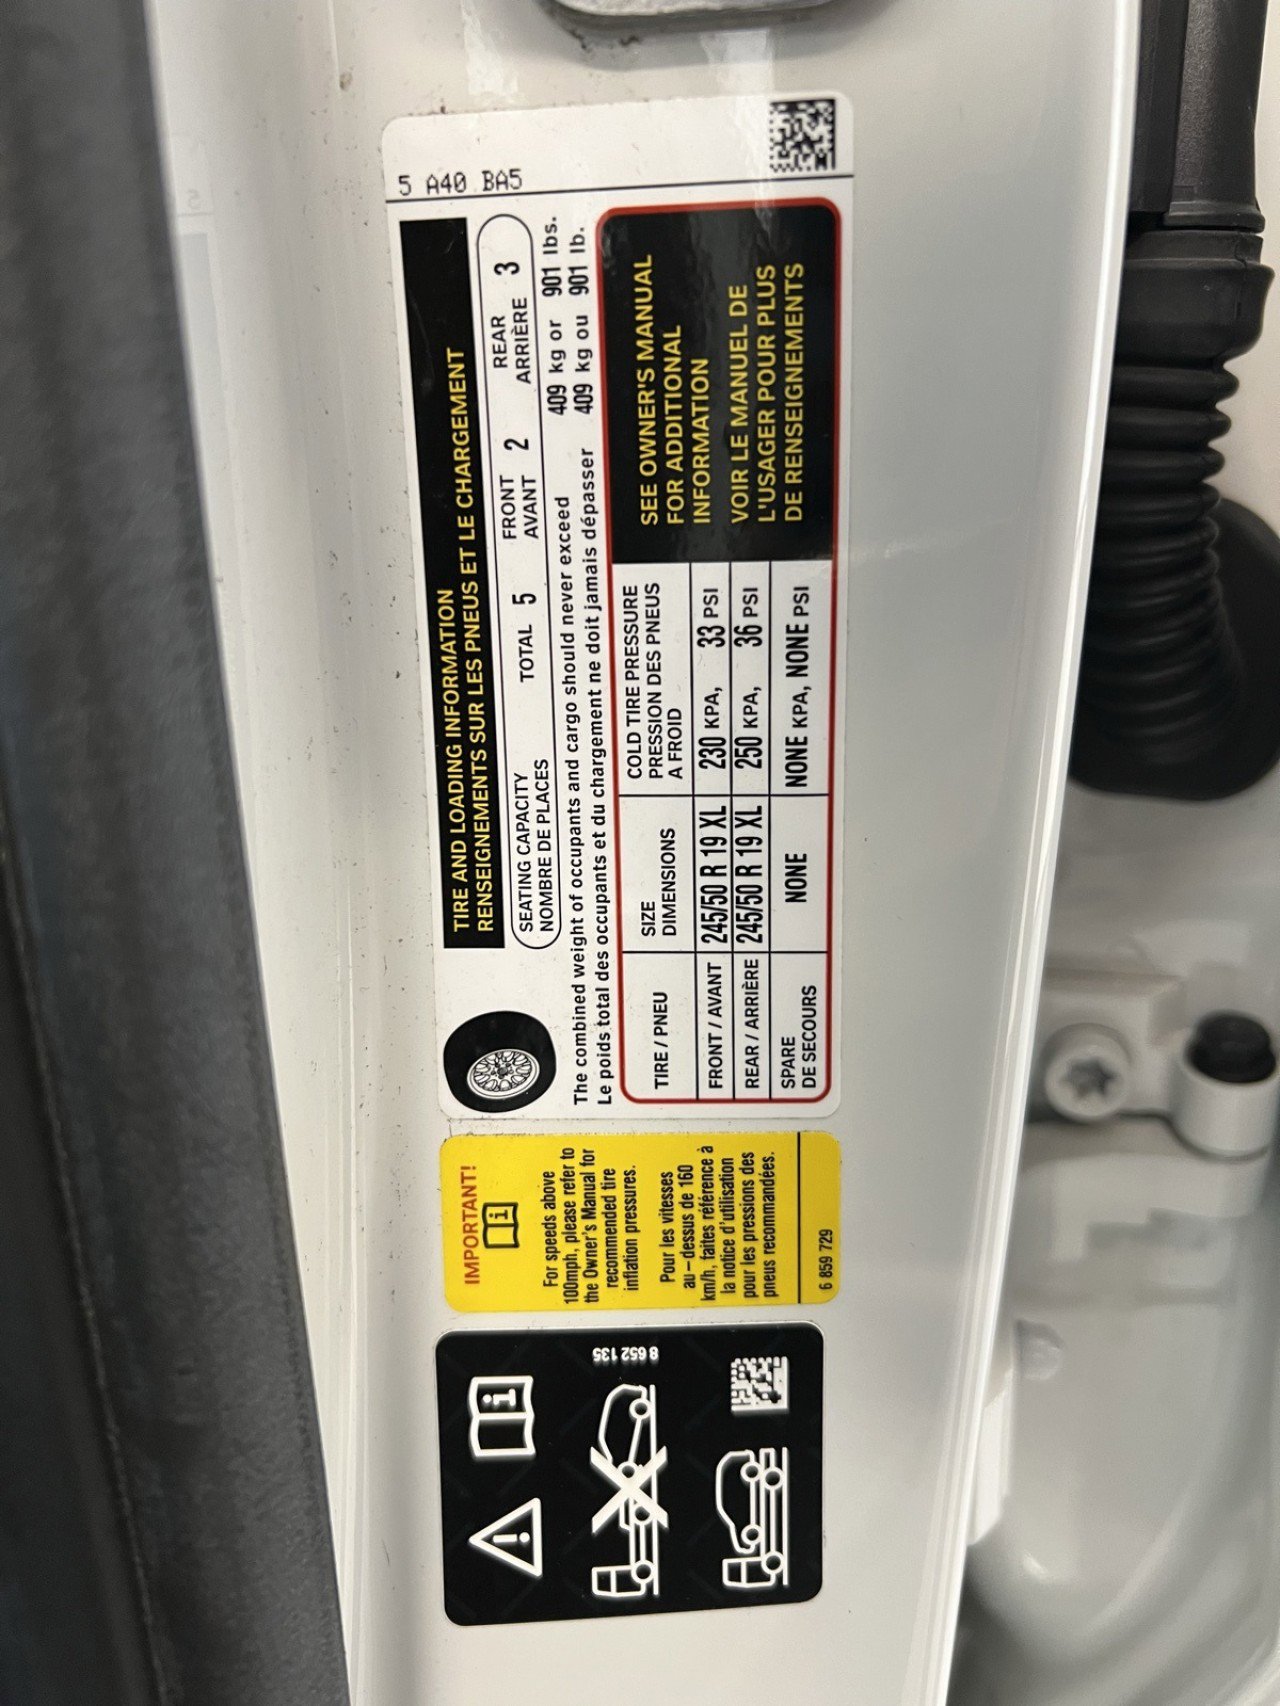 5 A40 BA5
TIRE AND LOADING INFORMATION
RENSEIGNEMENTS SUR LES PNEUS ET LE CHARGEMENT
SEATING CAPACITY TOTAL 5 FRONT 2 REAR 3
NOMBRE DE PLACES AVANT ARRIÈRE
The combined weight of occupants and cargo should never exceed 409 kg or 901 lbs.
Le poids total des occupants et du chargement ne doit jamais dépasser 409 kg ou 901 lb.
TIRE / PNEU
SIZE
DIMENSIONS
COLD TIRE PRESSURE
PRESSION DES PNEUS
A FROID
FRONT / AVANT 245/50 R 19 XL 230 KPA, 33 PSI
REAR / ARRIÈRE 245/50 R 19 XL 250 KPA, 36 PSI
SPARE
DE SECOURS NONE NONE KPA, NONE PSI
SEE OWNER'S MANUAL
FOR ADDITIONAL
INFORMATION
VOIR LE MANUEL DE
L'USAGER POUR PLUS
DE RENSEIGNEMENTS
IMPORTANT!
For speeds above
100mph, please refer to
the Owner's Manual for
recommended tire
inflation pressures.
Pour les vitesses
au-dessus de 160
km/h, faites référence à
la notice d'utilisation
pour les pressions des
pneus recommandées.
6 859 729
8 652 135